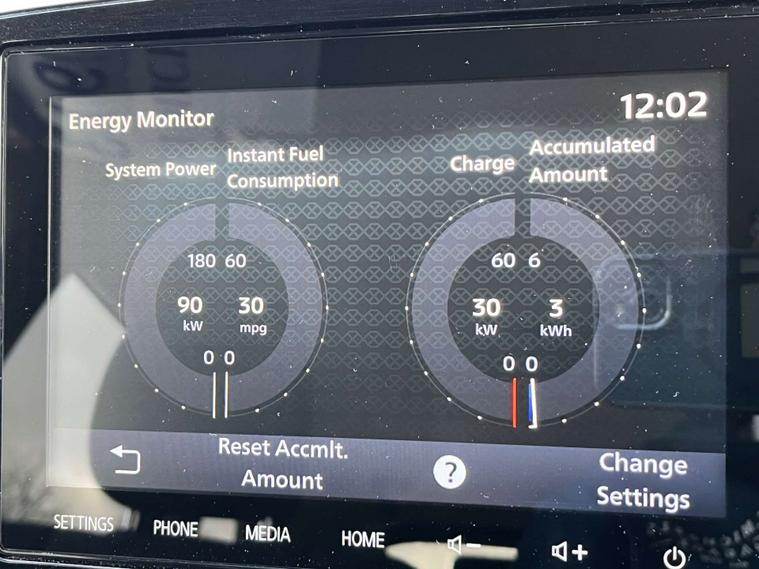 12:02
Energy Monitor
System Power
Instant Fuel
Consumption
Charge
Accumulated
Amount
180 60
60 6
90 30
kW mpg
30 3
kW kWh
0 0
0 0
Reset Accmlt.
Amount
?
Change
Settings
SETTINGS PHONE MEDIA HOME - +